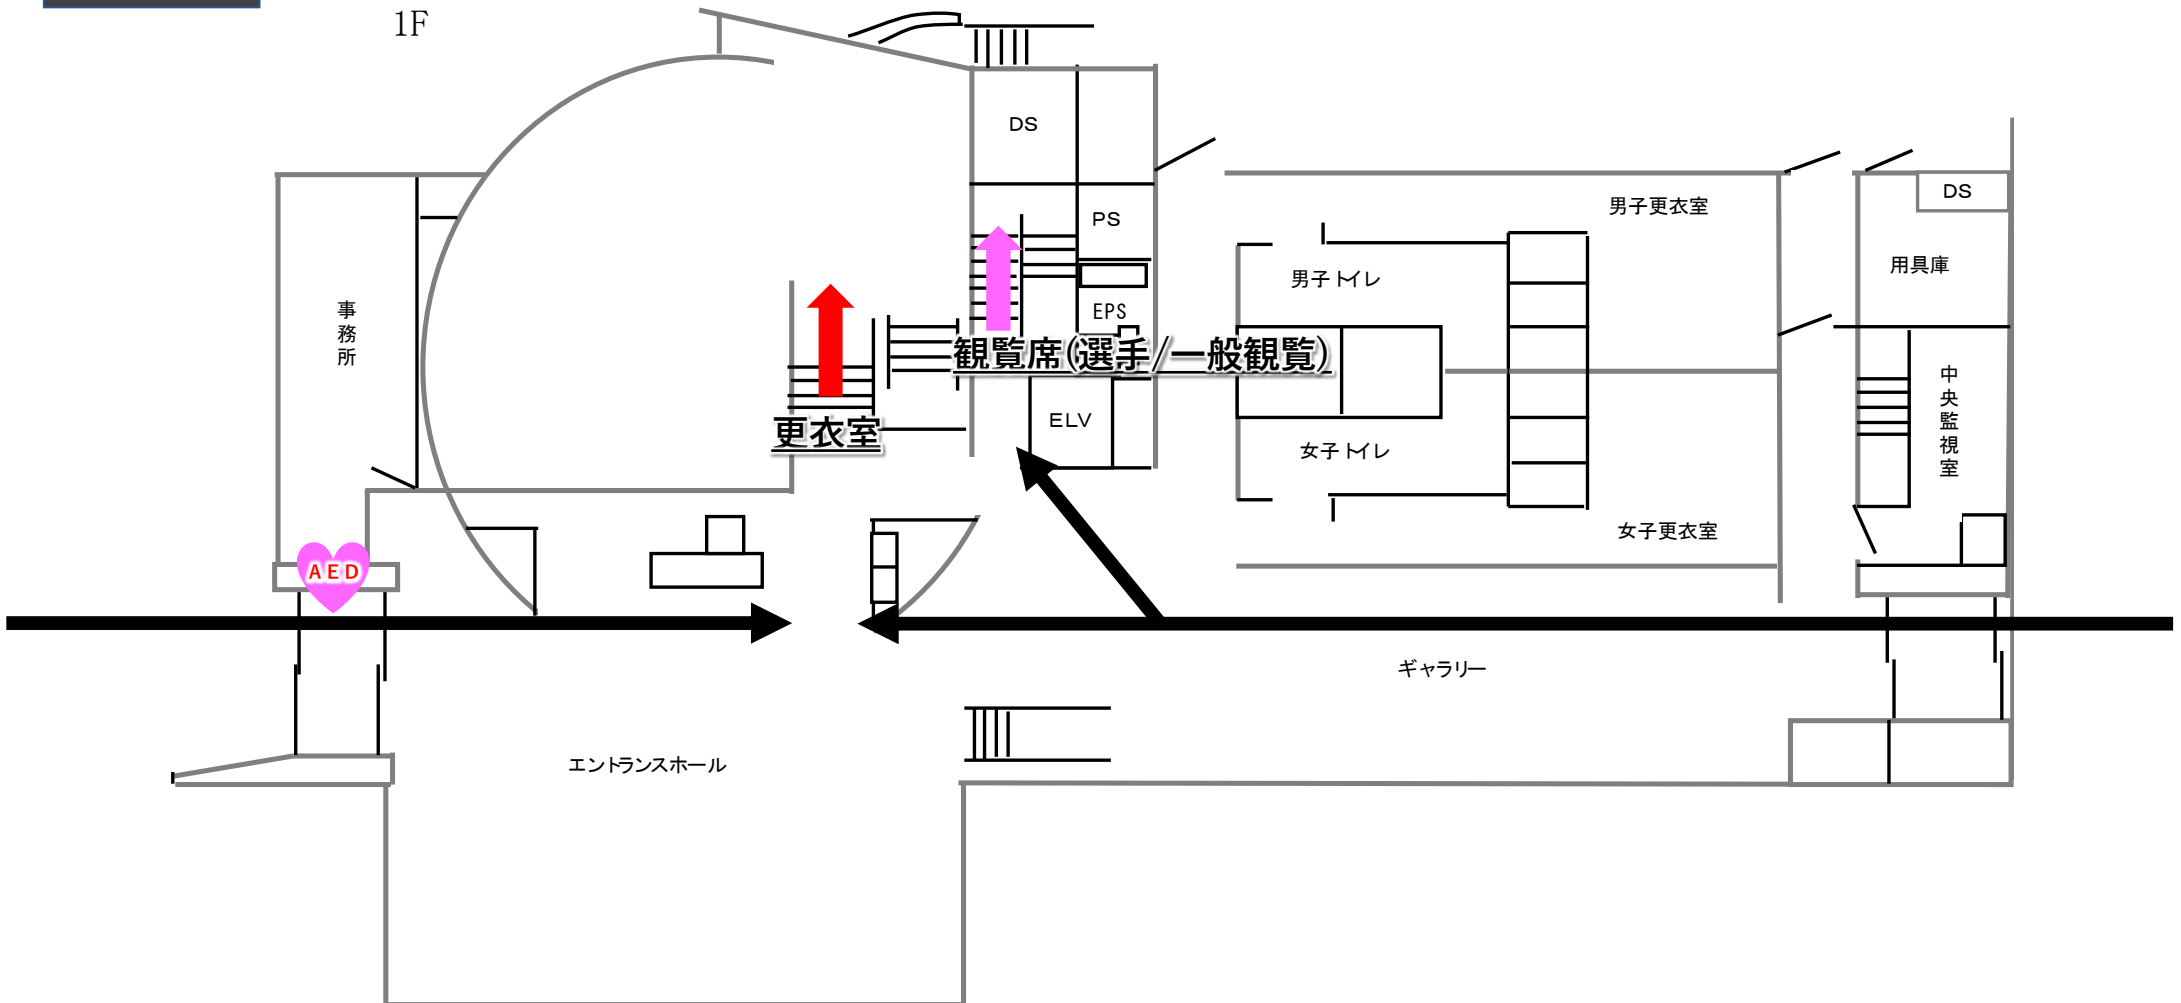 1F
DS
DS
男子更衣室
PS
用具庫
男子トイレ
事務所
EPS
観覧席(選手/一般観覧)
中央監視室
更衣室
ELV
女子トイレ
女子更衣室
AED
ギャラリー
エントランスホール